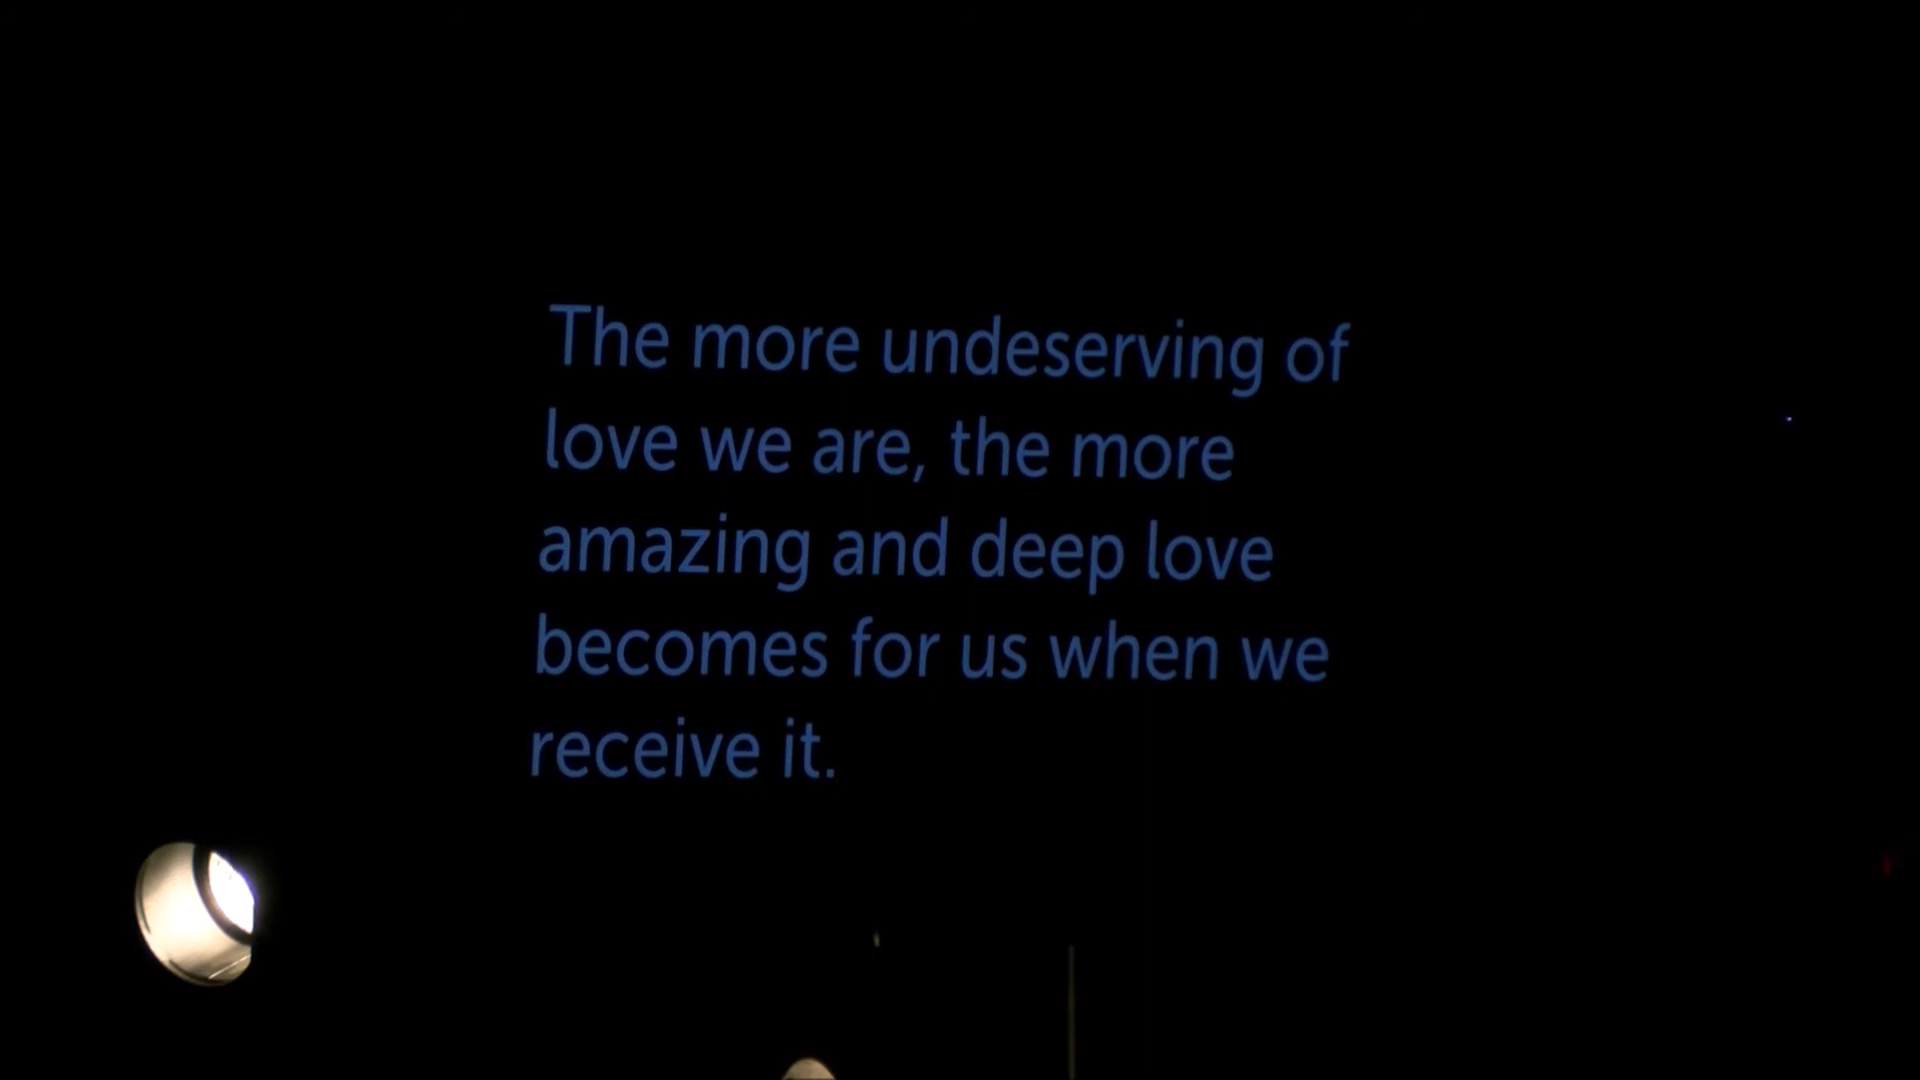 The more undeserving of
love we are, the more
amazing and deep love
becomes for us when we
receive it.